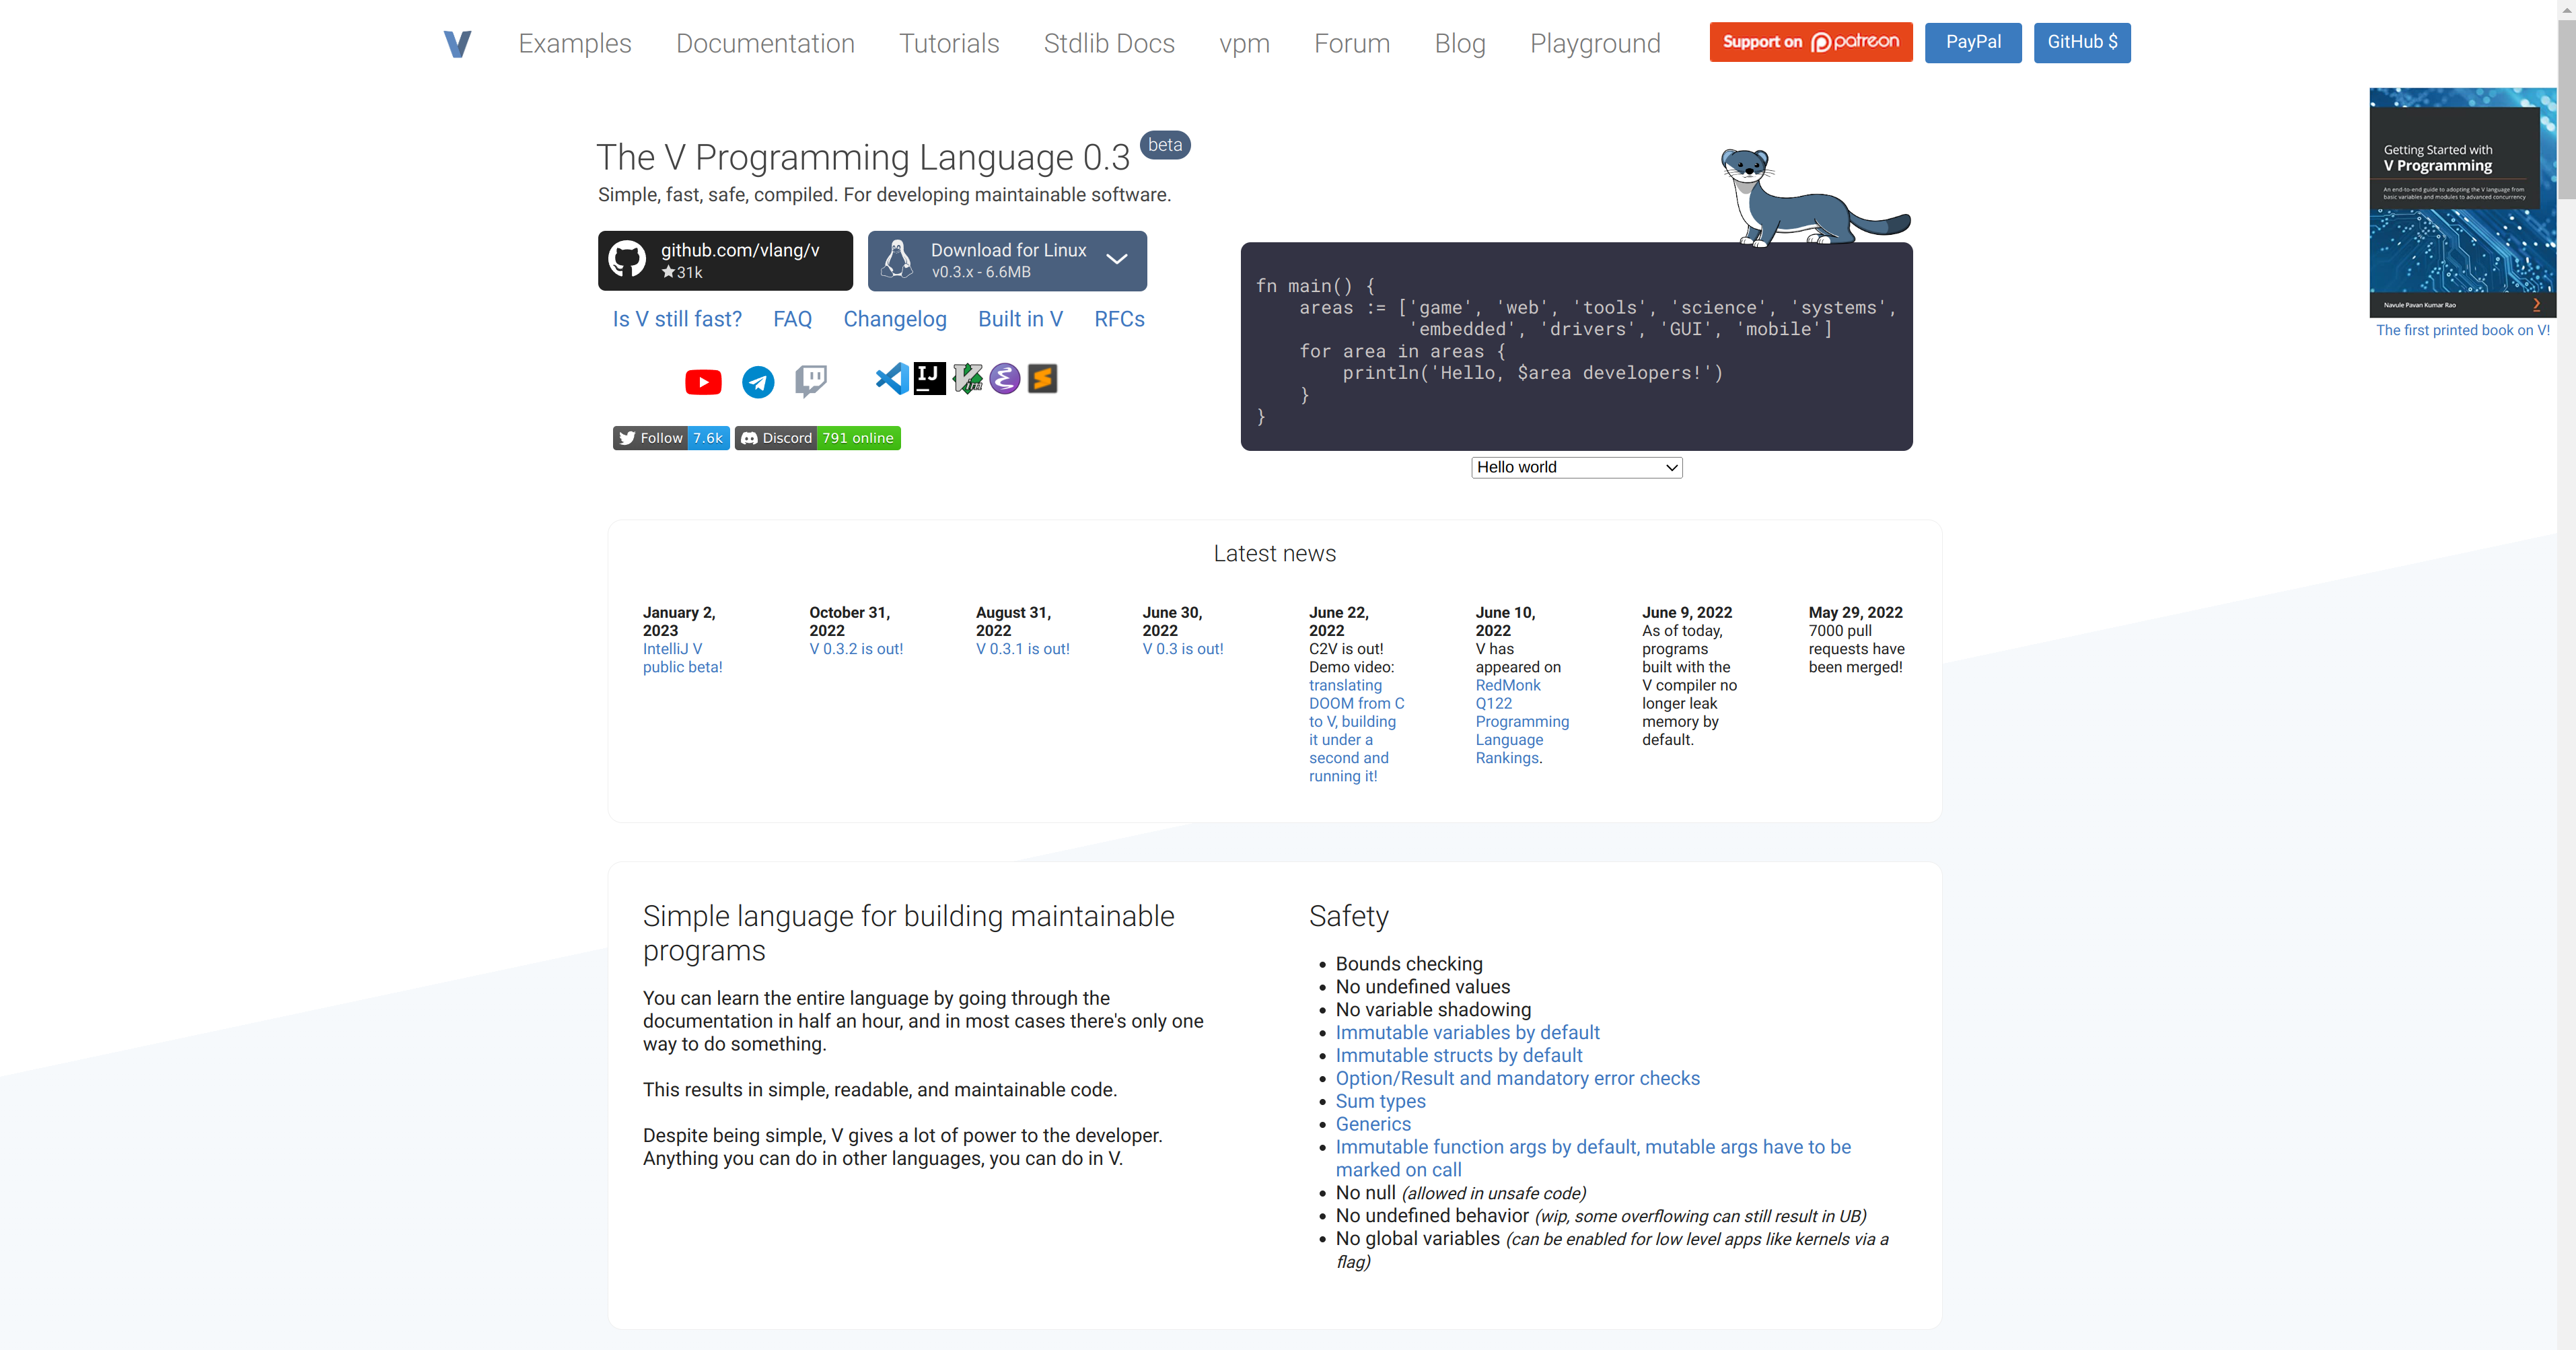 V
Examples
Documentation
Tutorials
Stdlib Docs
vpm
Forum
Blog
Playground
Support on patreon
PayPal
GitHub $
Getting Started with
V Programming
An end-to-end guide to adopting the V language from
basic variables and modules to advanced concurrency
Navule Pavan Kumar Rao
The first printed book on V!
The V Programming Language 0.3 beta
Simple, fast, safe, compiled. For developing maintainable software.
github.com/vlang/v
★31k
Download for Linux
v0.3.x - 6.6MB
Is V still fast?
FAQ
Changelog
Built in V
RFCs
IJ
Follow 7.6k
Discord 791 online
fn main() {
    areas := ['game', 'web', 'tools', 'science', 'systems',
              'embedded', 'drivers', 'GUI', 'mobile']
    for area in areas {
        println('Hello, $area developers!')
    }
}
Hello world
Latest news
January 2,
2023
IntelliJ V
public beta!
October 31,
2022
V 0.3.2 is out!
August 31,
2022
V 0.3.1 is out!
June 30,
2022
V 0.3 is out!
June 22,
2022
C2V is out!
Demo video:
translating
DOOM from C
to V, building
it under a
second and
running it!
June 10,
2022
V has
appeared on
RedMonk
Q122
Programming
Language
Rankings.
June 9, 2022
As of today,
programs
built with the
V compiler no
longer leak
memory by
default.
May 29, 2022
7000 pull
requests have
been merged!
Simple language for building maintainable
programs
You can learn the entire language by going through the
documentation in half an hour, and in most cases there's only one
way to do something.
This results in simple, readable, and maintainable code.
Despite being simple, V gives a lot of power to the developer.
Anything you can do in other languages, you can do in V.
Safety
• Bounds checking
• No undefined values
• No variable shadowing
• Immutable variables by default
• Immutable structs by default
• Option/Result and mandatory error checks
• Sum types
• Generics
• Immutable function args by default, mutable args have to be
marked on call
• No null (allowed in unsafe code)
• No undefined behavior (wip, some overflowing can still result in UB)
• No global variables (can be enabled for low level apps like kernels via a
flag)